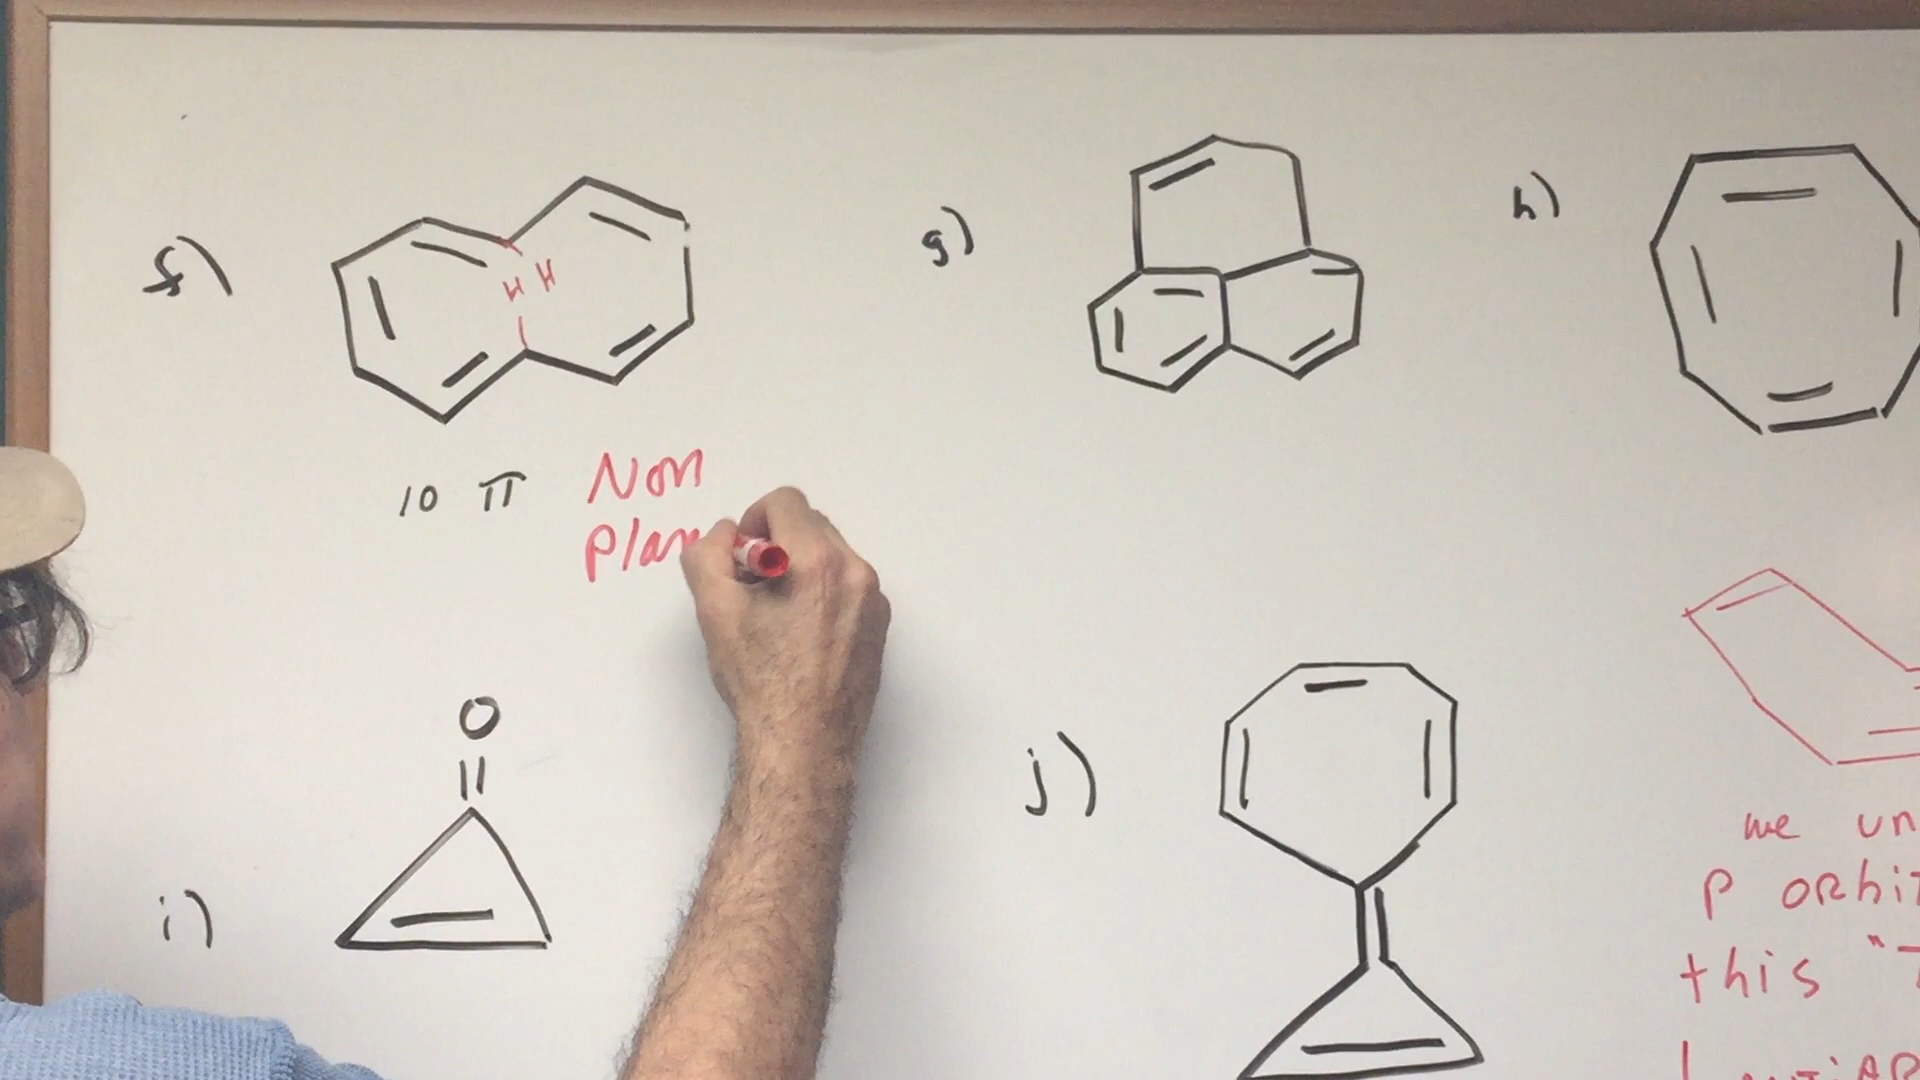 f)
H H
10 π Non
Plan
g)
h)
O
i)
j)
we un
P orbit
this "T